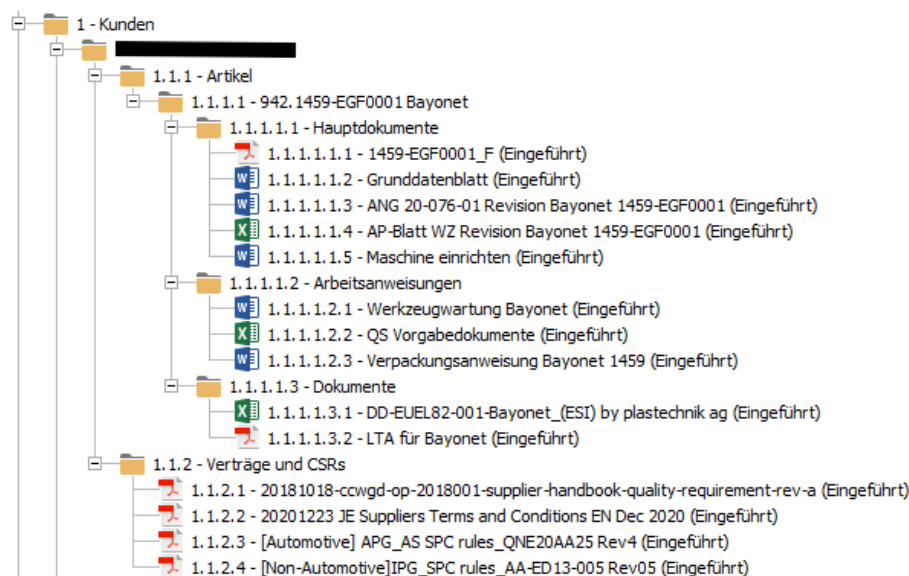 1 - Kunden
1.1.1 - Artikel
1.1.1.1 - 942.1459-EGF0001 Bayonet
1.1.1.1.1 - Hauptdokumente
1.1.1.1.1.1 - 1459-EGF0001_F (Eingeführt)
1.1.1.1.1.2 - Grunddatenblatt (Eingeführt)
1.1.1.1.1.3 - ANG 20-076-01 Revision Bayonet 1459-EGF0001 (Eingeführt)
1.1.1.1.1.4 - AP-Blatt WZ Revision Bayonet 1459-EGF0001 (Eingeführt)
1.1.1.1.1.5 - Maschine einrichten (Eingeführt)
1.1.1.1.2 - Arbeitsanweisungen
1.1.1.1.2.1 - Werkzeugwartung Bayonet (Eingeführt)
1.1.1.1.2.2 - QS Vorgabedokumente (Eingeführt)
1.1.1.1.2.3 - Verpackungsanweisung Bayonet 1459 (Eingeführt)
1.1.1.1.3 - Dokumente
1.1.1.1.3.1 - DD-EUEL82-001-Bayonet_(ESI) by plastechnik ag (Eingeführt)
1.1.1.1.3.2 - LTA für Bayonet (Eingeführt)
1.1.2 - Verträge und CSRs
1.1.2.1 - 20181018-ccwgd-op-2018001-supplier-handbook-quality-requirement-rev-a (Eingeführt)
1.1.2.2 - 20201223 JE Suppliers Terms and Conditions EN Dec 2020 (Eingeführt)
1.1.2.3 - [Automotive] APG_AS SPC rules_QNE20AA25 Rev4 (Eingeführt)
1.1.2.4 - [Non-Automotive]IPG_SPC rules_AA-ED13-005 Rev05 (Eingeführt)